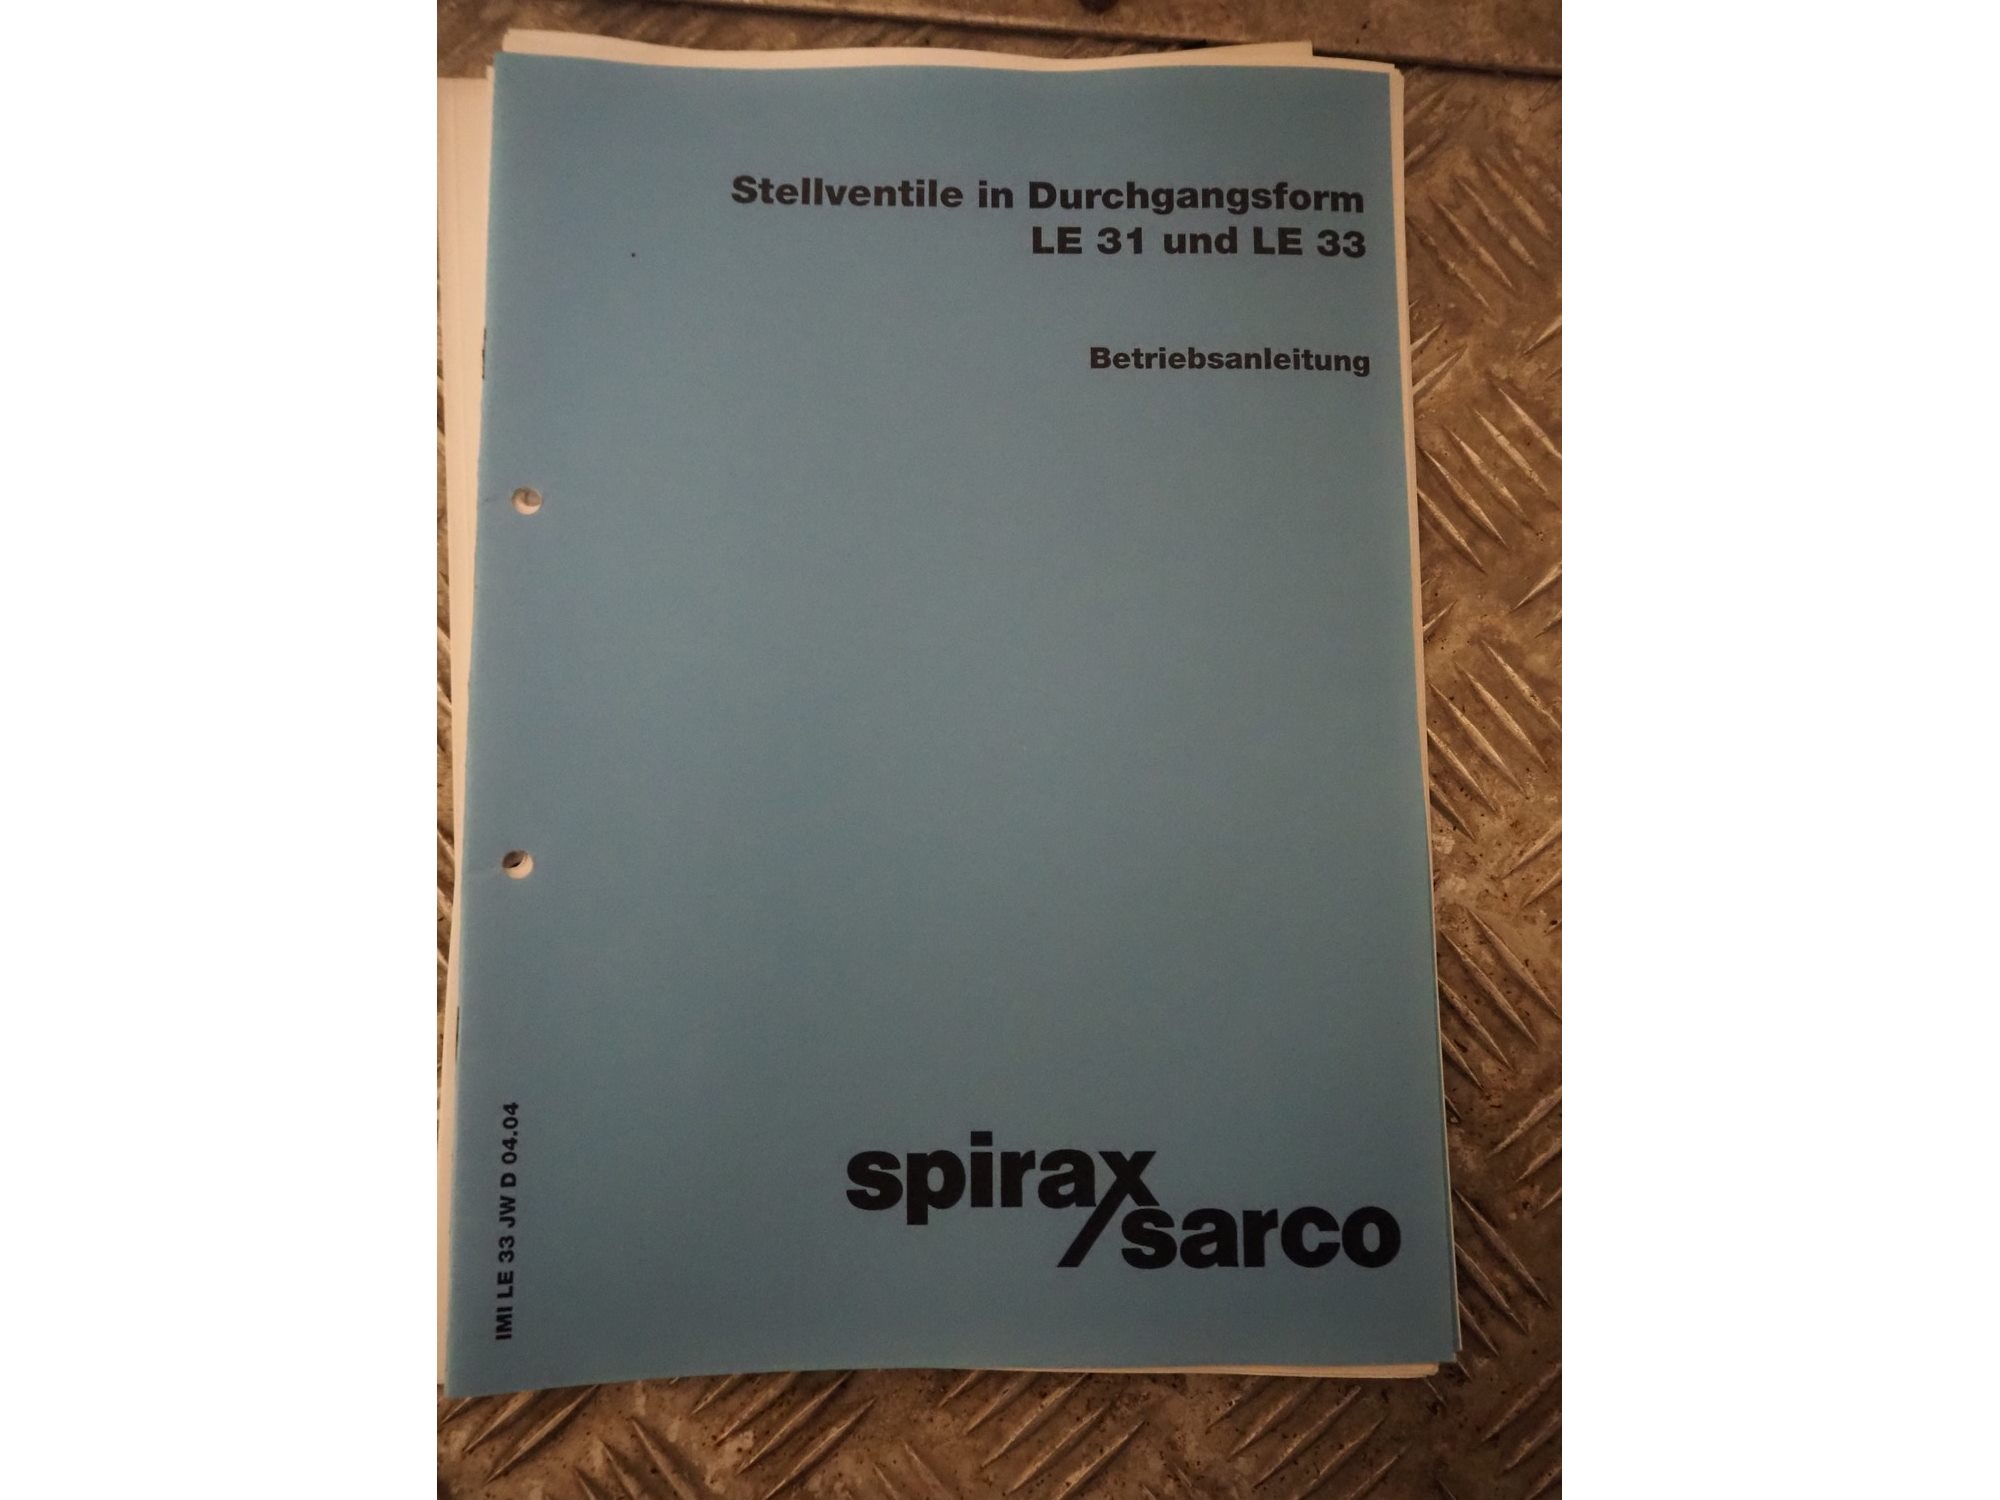 Stellventile in Durchgangsform
LE 31 und LE 33
Betriebsanleitung
IMI LE 33 JW D 04.04
spirax
sarco